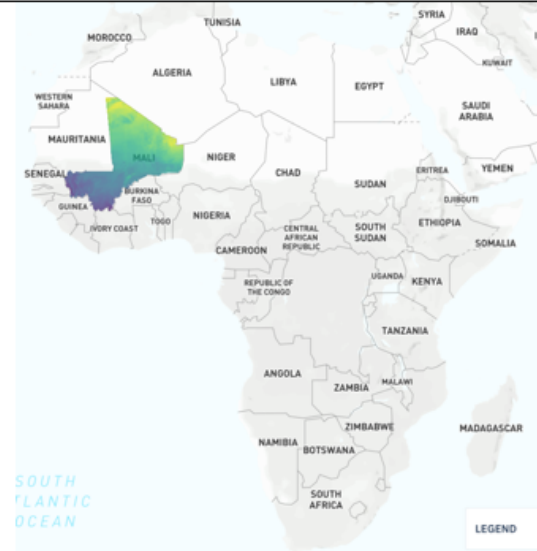 TUNISIA
SYRIA
MOROCCO
IRAQ
KUWAIT
ALGERIA
LIBYA
EGYPT
WESTERN
SAHARA
SAUDI
ARABIA
MAURITANIA
MALI
NIGER
CHAD
SENEGAL
ERITREA
YEMEN
SUDAN
BURKINA
FASO
DJIBOUTI
GUINEA
NIGERIA
TOGO
IVORY COAST
ETHIOPIA
CENTRAL
AFRICAN
REPUBLIC
SOUTH
SUDAN
SOMALIA
CAMEROON
UGANDA
KENYA
REPUBLIC OF
THE CONGO
TANZANIA
ANGOLA
ZAMBIA
MALAWI
ZIMBABWE
MADAGASCAR
NAMIBIA
BOTSWANA
SOUTH
AFRICA
SOUTH
TLANTIC
OCEAN
LEGEND